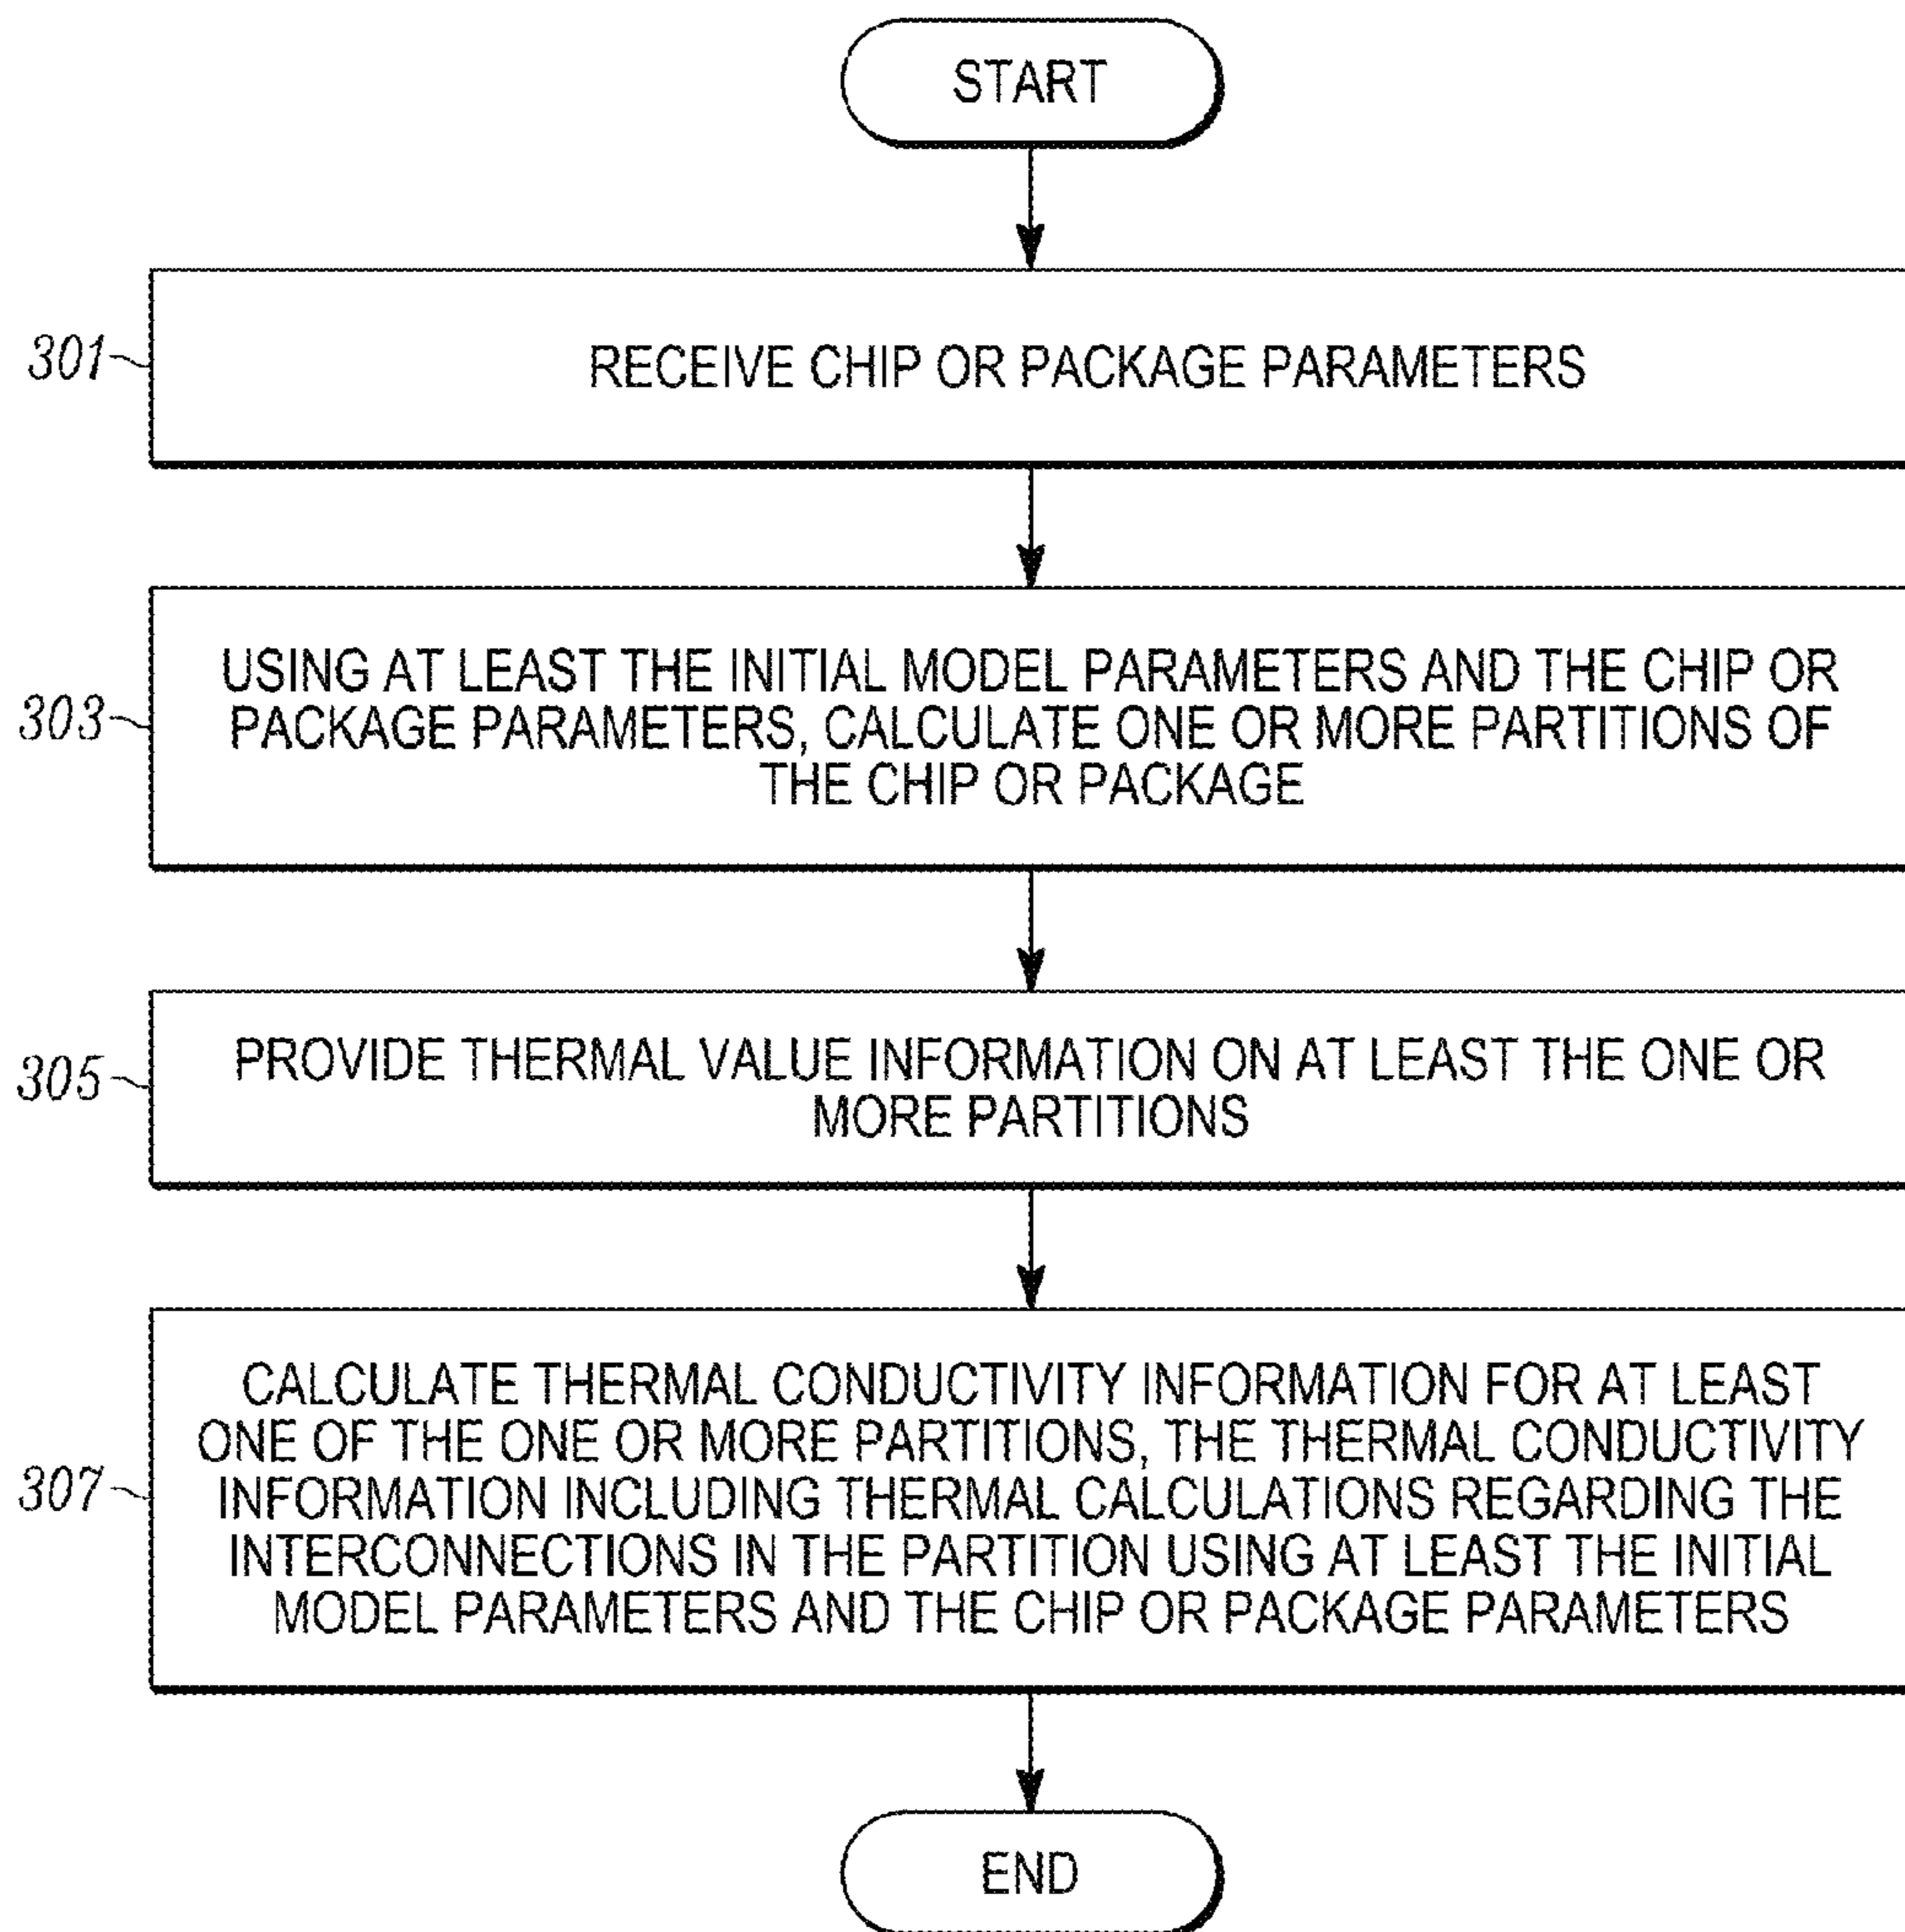 START
301
RECEIVE CHIP OR PACKAGE PARAMETERS
303
USING AT LEAST THE INITIAL MODEL PARAMETERS AND THE CHIP OR
PACKAGE PARAMETERS, CALCULATE ONE OR MORE PARTITIONS OF
THE CHIP OR PACKAGE
305
PROVIDE THERMAL VALUE INFORMATION ON AT LEAST THE ONE OR
MORE PARTITIONS
307
CALCULATE THERMAL CONDUCTIVITY INFORMATION FOR AT LEAST
ONE OF THE ONE OR MORE PARTITIONS, THE THERMAL CONDUCTIVITY
INFORMATION INCLUDING THERMAL CALCULATIONS REGARDING THE
INTERCONNECTIONS IN THE PARTITION USING AT LEAST THE INITIAL
MODEL PARAMETERS AND THE CHIP OR PACKAGE PARAMETERS
END